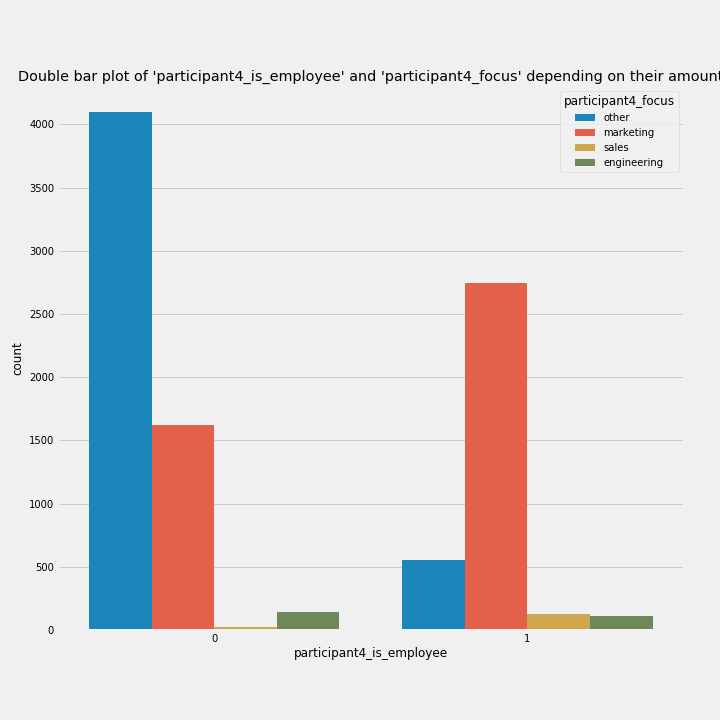 Double bar plot of 'participant4_is_employee' and 'participant4_focus' depending on their amount
participant4_focus
other
marketing
sales
engineering
4000
3500
3000
2500
2000
1500
1000
500
0
count
0
1
participant4_is_employee